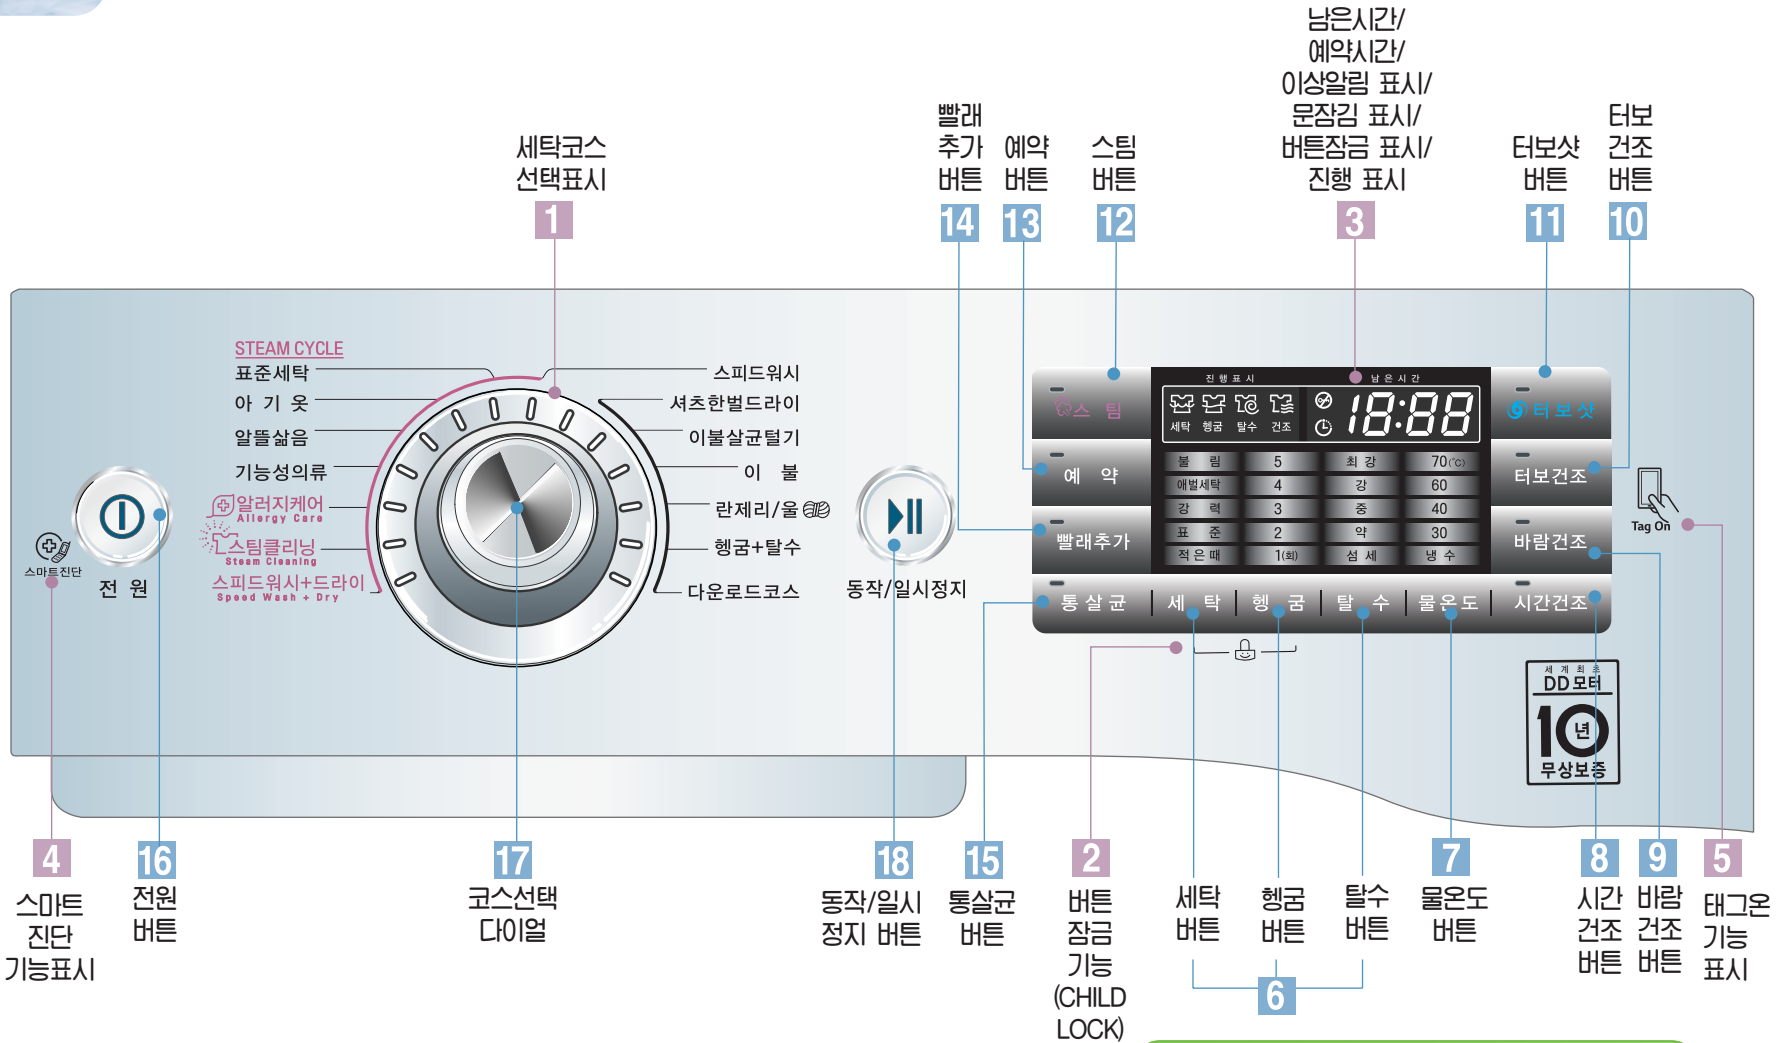 남은시간/
예약시간/
이상알림 표시/
문잠김 표시/
버튼잠금 표시/
진행 표시
3
세탁코스
선택표시
1
빨래
추가
버튼
14
예약
버튼
13
스팀
버튼
12
터보샷
버튼
11
터보
건조
버튼
10
STEAM CYCLE
표준세탁
아 기 옷
알뜰삶음
기능성의류
알러지케어
Allergy Care
스팀클리닝
Steam Cleaning
스피드워시+드라이
Speed Wash + Dry
스피드워시
셔츠한벌드라이
이불살균털기
이 불
란제리/울
헹굼+탈수
다운로드코스
스마트진단
전 원
동작/일시정지
스 팀
예 약
빨래추가
통살균
진행표시
남은시간
세탁 헹굼 탈수 건조
18:88
불 림 5 최 강 70(℃)
애벌세탁 4 강 60
강 력 3 중 40
표 준 2 약 30
적은때 1(회) 섬 세 냉 수
세 탁
헹 굼
탈 수
물온도
터보샷
터보건조
바람건조
시간건조
Tag On
세계최초
DD모터
10년
무상보증
4
스마트
진단
기능표시
16
전원
버튼
17
코스선택
다이얼
18
동작/일시
정지 버튼
15
통살균
버튼
2
버튼
잠금
기능
(CHILD
LOCK)
세탁
버튼
헹굼
버튼
탈수
버튼
6
7
물온도
버튼
8
시간
건조
버튼
9
바람
건조
버튼
5
태그온
기능
표시